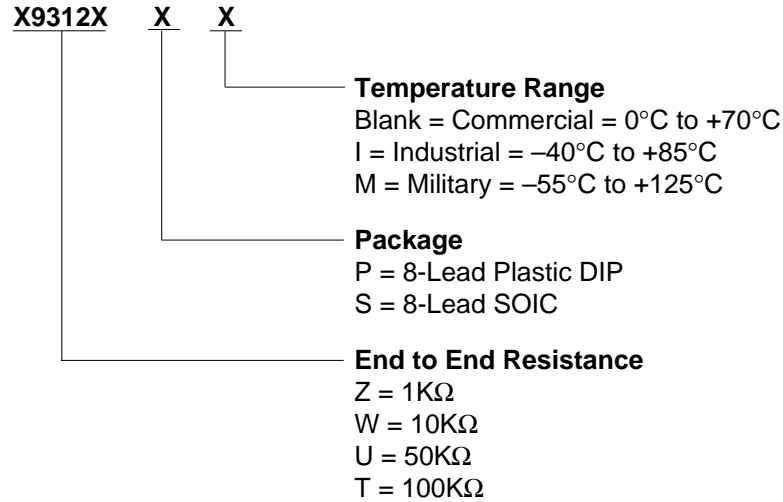 X9312X X X
Temperature Range
Blank = Commercial = 0°C to +70°C
I = Industrial = –40°C to +85°C
M = Military = –55°C to +125°C
Package
P = 8-Lead Plastic DIP
S = 8-Lead SOIC
End to End Resistance
Z = 1KΩ
W = 10KΩ
U = 50KΩ
T = 100KΩ